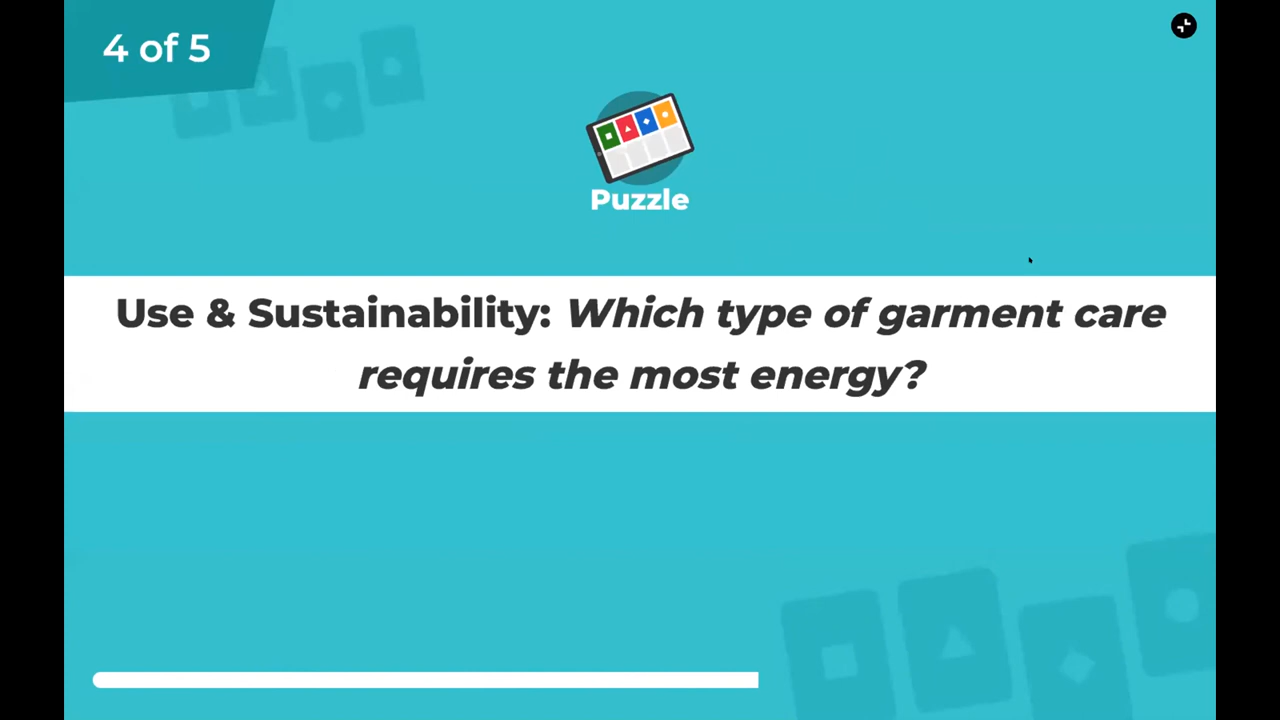 4 of 5
Puzzle
Use & Sustainability: Which type of garment care
requires the most energy?